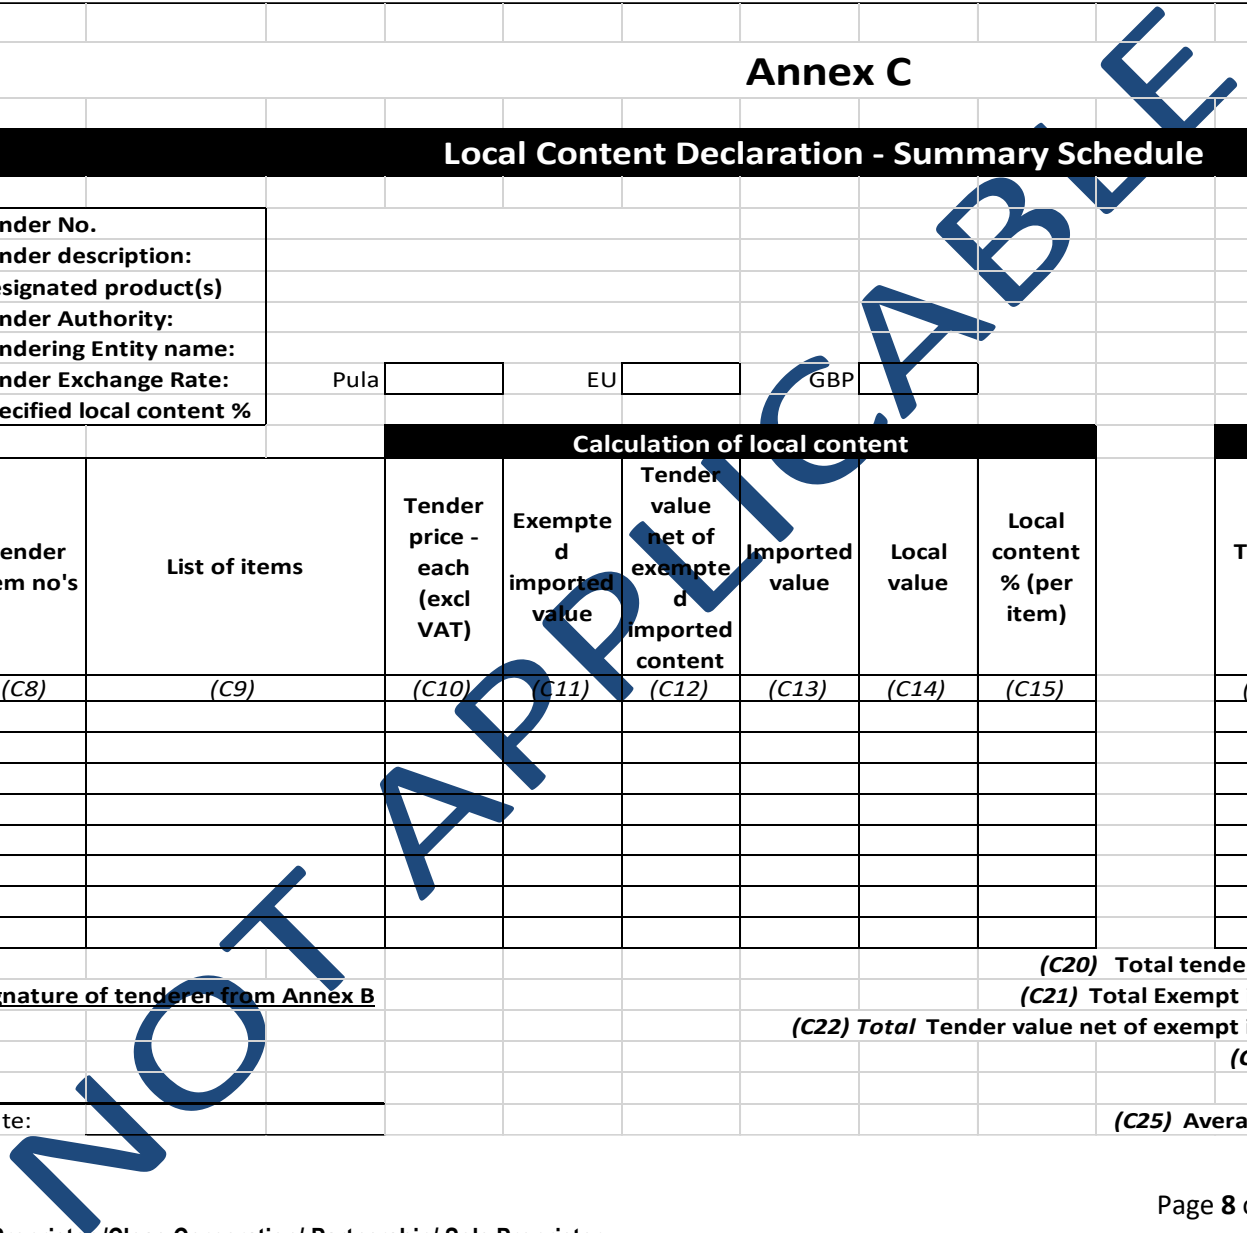 Annex C
Local Content Declaration - Summary Schedule
nder No.
nder description:
signated product(s)
nder Authority:
ndering Entity name:
nder Exchange Rate: Pula EU GBP
ecified local content %
Calculation of local content
ender
em no's
List of items
Tender
price -
each
(excl
VAT)
Exempte
d
imported
value
Tender
value
net of
exempte
d
imported
content
Imported
value
Local
value
Local
content
% (per
item)
T
(C8) (C9) (C10) (C11) (C12) (C13) (C14) (C15) (
(C20) Total tende
gnature of tenderer from Annex B
(C21) Total Exempt
(C22) Total Tender value net of exempt i
(C
te:
(C25) Avera
Page 8
NOT APPLICABLE